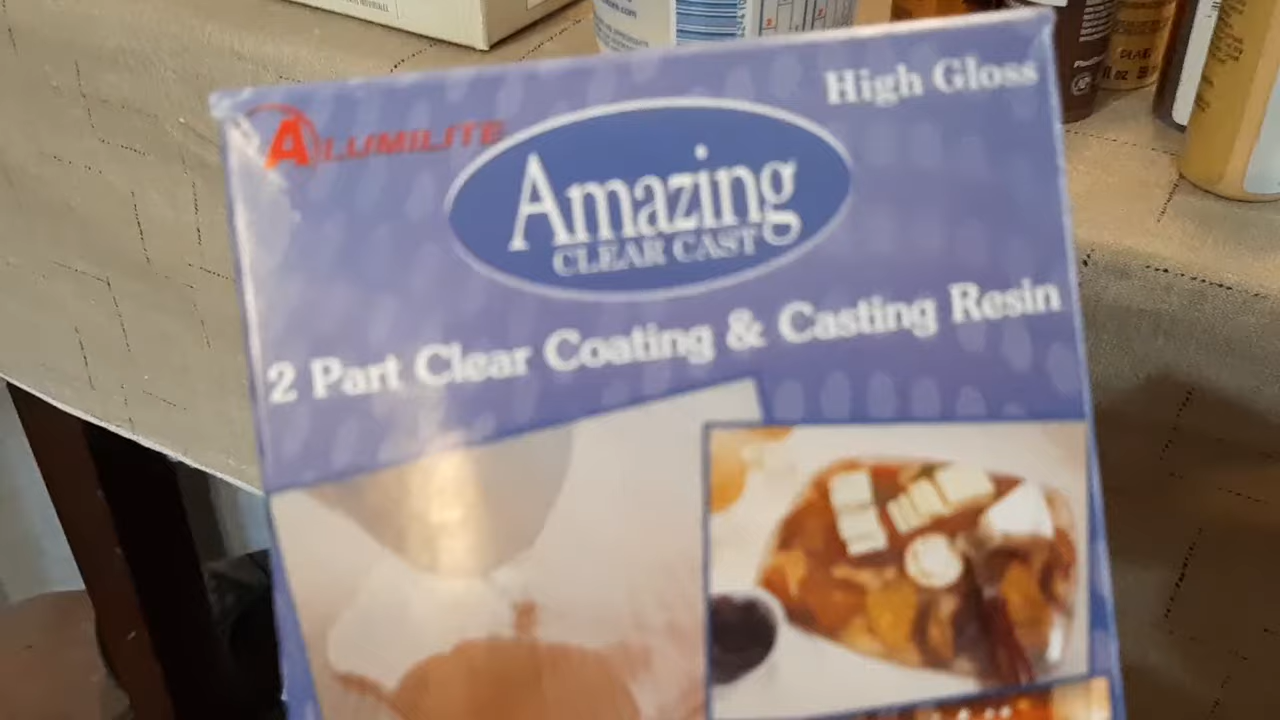 High Gloss
ALUMILITE
Amazing
CLEAR CAST
2 Part Clear Coating & Casting Resin